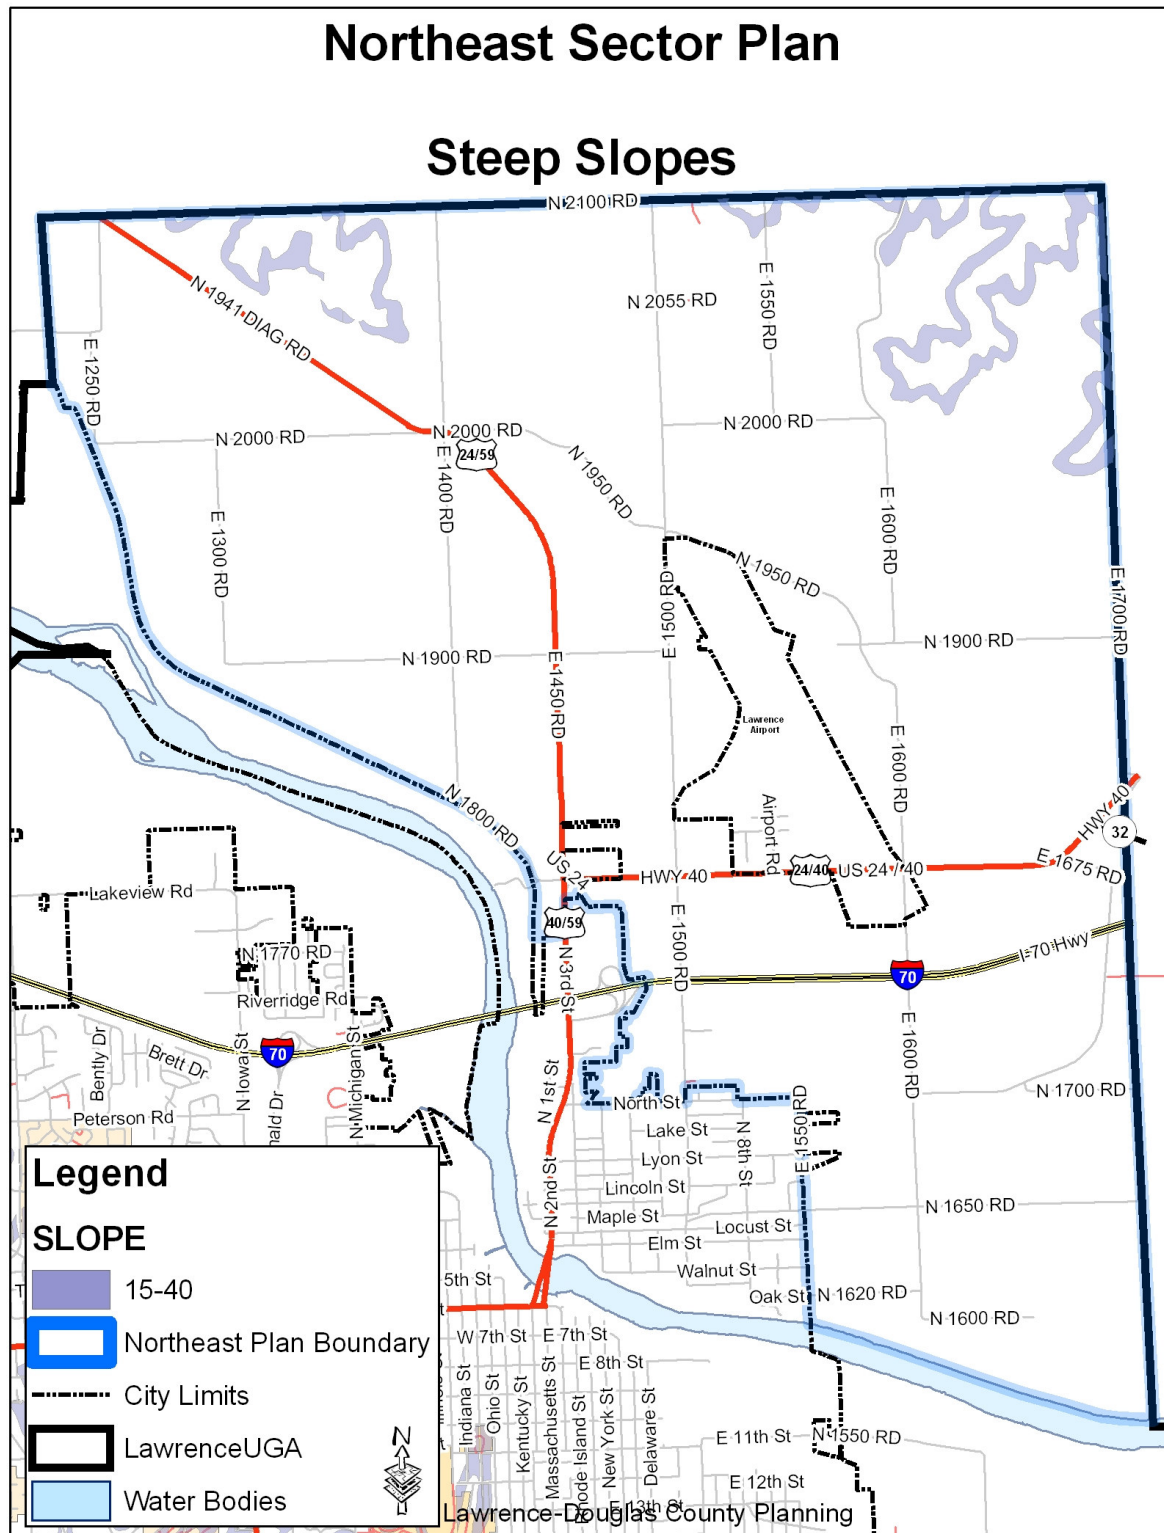 Northeast Sector Plan
Steep Slopes
N 2100 RD
N 1941 DIAG RD
E 1250 RD
N 2055 RD
E 1550 RD
N 2000 RD
N 2000 RD
N 2000 RD
24/59
E 1400 RD
N 1950 RD
E 1300 RD
E 1600 RD
N 1950 RD
E 1500 RD
E 1700 RD
N 1900 RD
N 1900 RD
E 1450 RD
Lawrence
Airport
E 1600 RD
N 1800 RD
Airport Rd
HWY 40
32
US 24
HWY 40
24/40
US 24 / 40
E 1675 RD
Lakeview Rd
40/59
E 1500 RD
N 1770 RD
N 3rd St
I-70 Hwy
70
Riverridge Rd
Bently Dr
Brett Dr
N Iowa St
70
N Michigan St
E 1600 RD
N 1st St
N 1700 RD
Peterson Rd
nald Dr
North St
E 1550 RD
Lake St
N 8th St
Lyon St
Lincoln St
N 2nd St
Maple St
Locust St
N 1650 RD
Elm St
Walnut St
5th St
Oak St
N 1620 RD
N 1600 RD
W 7th St
E 7th St
E 8th St
Indiana St
Ohio St
Kentucky St
Massachusetts St
Rhode Island St
New York St
Delaware St
E 11th St
N 1550 RD
E 12th St
E 13th St
Legend
SLOPE
15-40
Northeast Plan Boundary
City Limits
LawrenceUGA
Water Bodies
N
Lawrence-Douglas County Planning